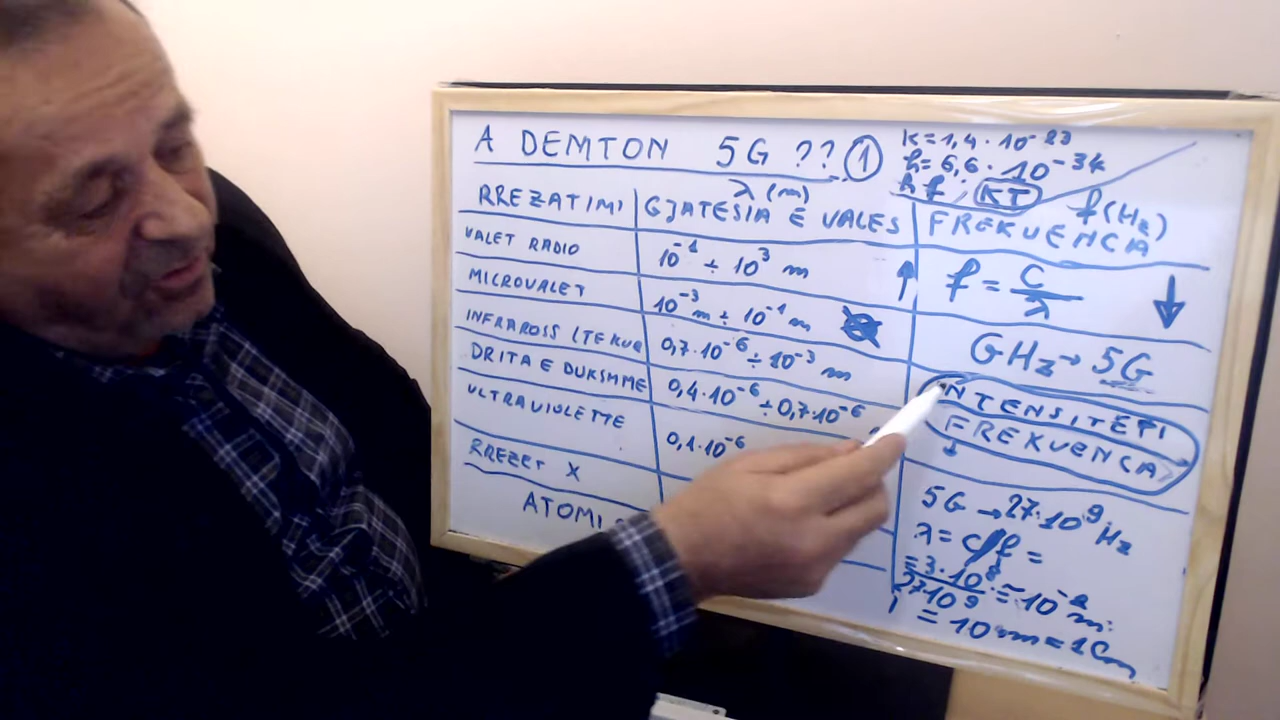 A DEMTON 5G ?? 1
K=1,4·10⁻²³
h=6,6·10⁻³⁴
h f ; KT
RREZATIMI
λ(m)
GJATESIA E VALES
f(Hz)
FREKUENCA
VALET RADIO
10⁻¹ ÷ 10³ m
↑ f = C/λ ↓
MICROVALET
10⁻³ m ÷ 10⁻¹ m
GHz → 5G
INFRAROSS (TEKUQ
0,7·10⁻⁶ ÷ 10⁻³ m
INTENSITETI
DRITA E DUKSHME
0,4·10⁻⁶ ÷ 0,7·10⁻⁶
FREKUENCA
↓
ULTRAVIOLETTE
0,1·10⁻⁶
RREZET X
ATOMI
5G → 27·10⁹ Hz
λ = C/f =
= 3·10⁸/27·10⁹ ≈ 10⁻² m
= 10 mm = 1 Cm